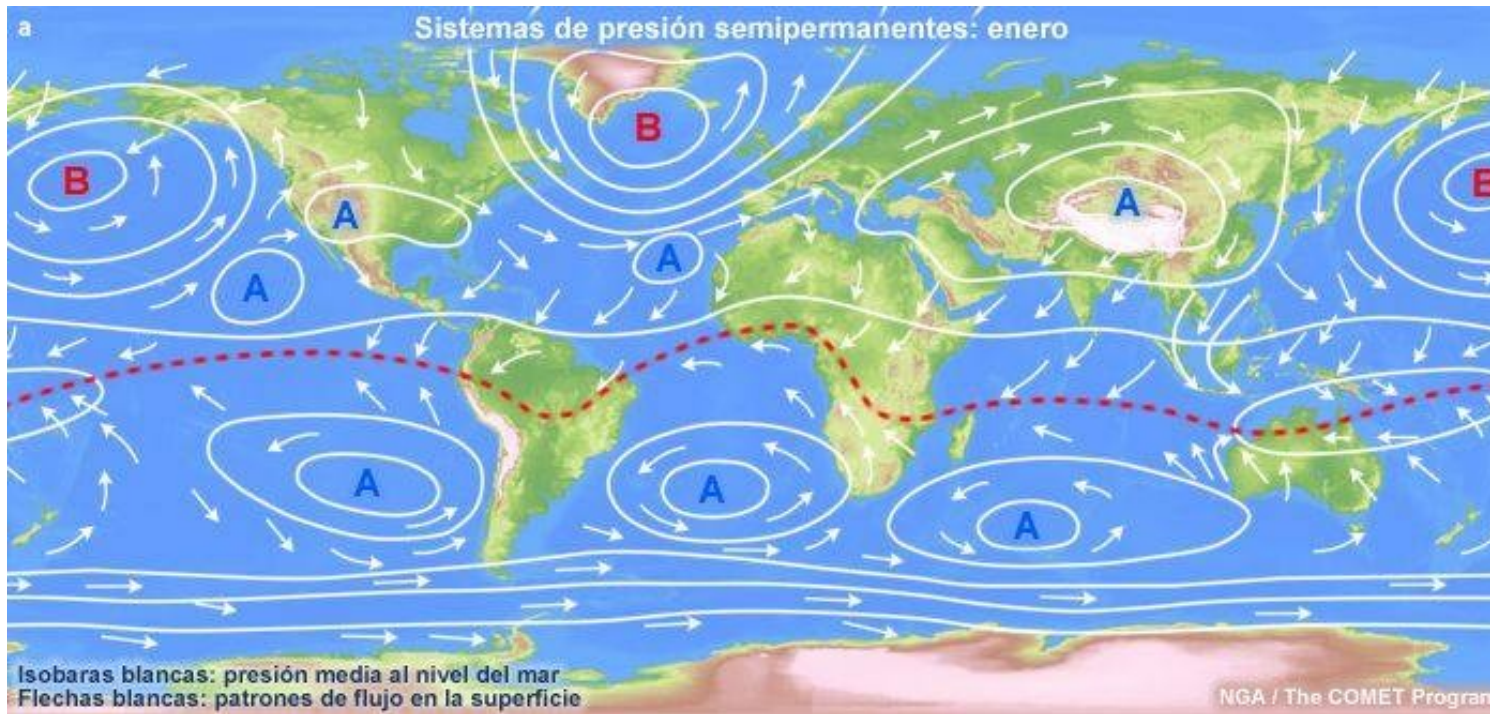 a
Sistemas de presión semipermanentes: enero
B
B
B
A
A
A
A
A
A
A
Isobaras blancas: presión media al nivel del mar
Flechas blancas: patrones de flujo en la superficie
NGA / The COMET Program